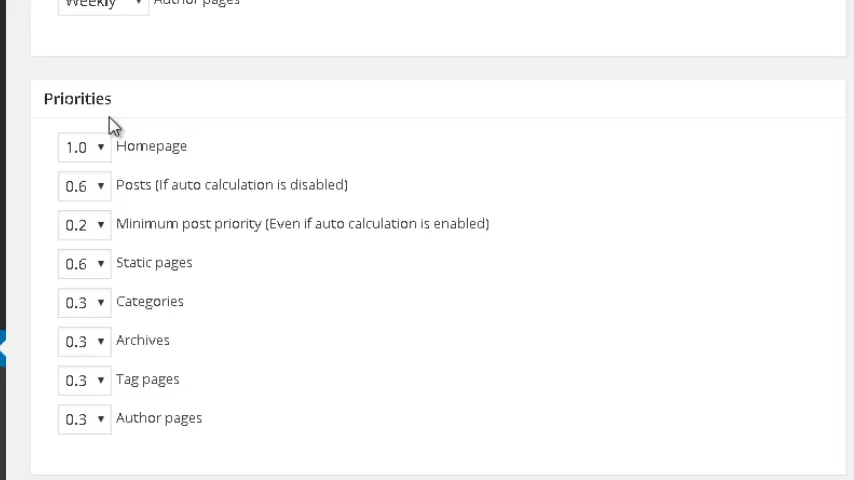 Weekly Author pages
Priorities
1.0 Homepage
0.6 Posts (If auto calculation is disabled)
0.2 Minimum post priority (Even if auto calculation is enabled)
0.6 Static pages
0.3 Categories
0.3 Archives
0.3 Tag pages
0.3 Author pages